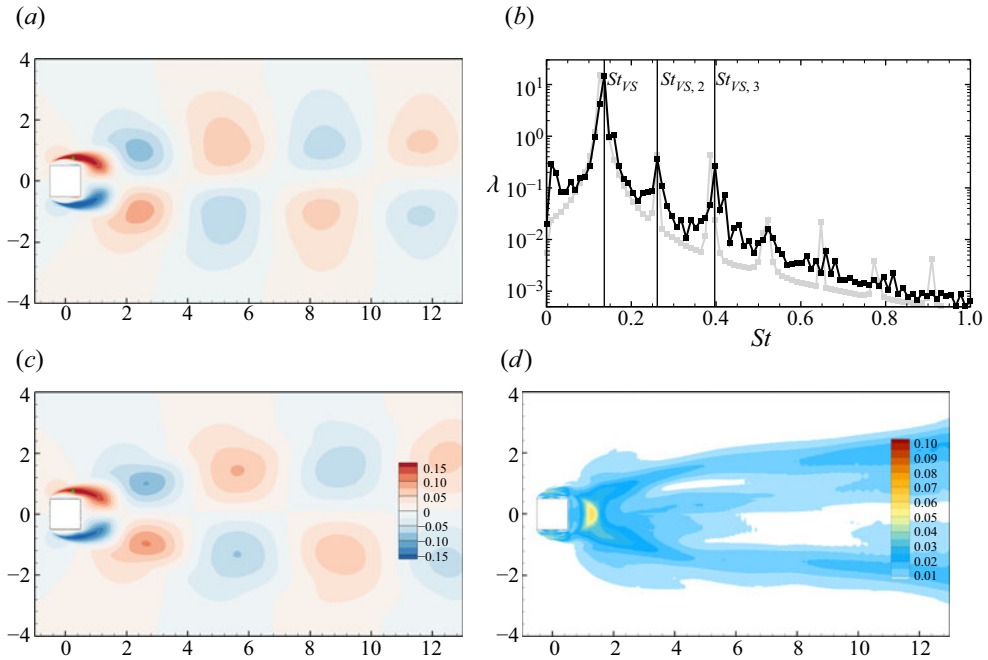 (a)
4
2
0
−2
−4
0 2 4 6 8 10 12
(b)
10^1
10^0
10^−1
10^−2
10^−3
λ
St_VS
St_VS, 2
St_VS, 3
0 0.2 0.4 0.6 0.8 1.0
St
(c)
4
2
0
−2
−4
0 2 4 6 8 10 12
0.15
0.10
0.05
0
−0.05
−0.10
−0.15
(d)
4
2
0
−2
−4
0 2 4 6 8 10 12
0.10
0.09
0.08
0.07
0.06
0.05
0.04
0.03
0.02
0.01